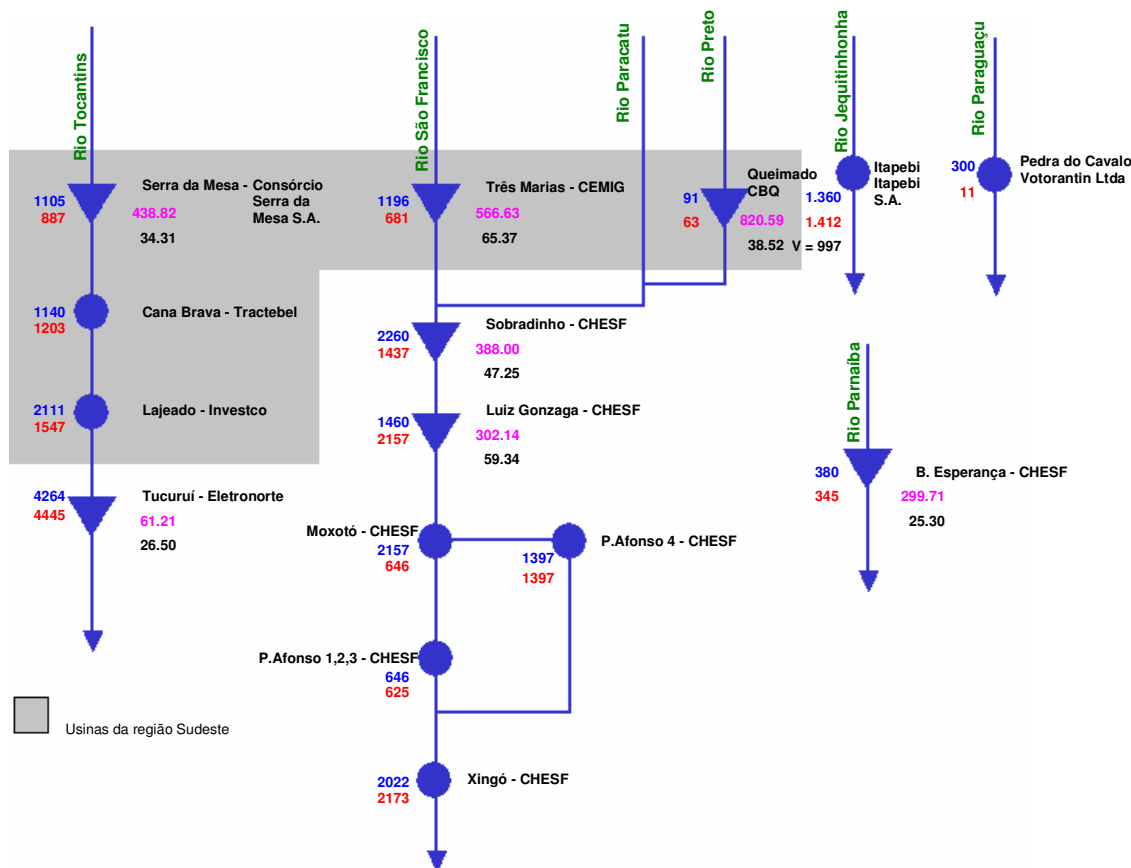 Rio Tocantins
Rio São Francisco
Rio Paracatu
Rio Preto
Rio Jequitinhonha
Rio Paraguaçu
1105
887
Serra da Mesa - Consórcio
Serra da
Mesa S.A.
438.82
34.31
1196
681
Três Marias - CEMIG
566.63
65.37
Queimado
CBQ
91
63
820.59
38.52 V = 997
1.360
1.412
Itapebi
Itapebi
S.A.
300
11
Pedra do Cavalo
Votorantin Ltda
1140
1203
Cana Brava - Tractebel
2260
1437
Sobradinho - CHESF
388.00
47.25
2111
1547
Lajeado - Investco
1460
2157
Luiz Gonzaga - CHESF
302.14
59.34
Rio Parnaíba
380
345
B. Esperança - CHESF
299.71
25.30
4264
4445
Tucuruí - Eletronorte
61.21
26.50
Moxotó - CHESF
2157
646
1397
1397
P.Afonso 4 - CHESF
P.Afonso 1,2,3 - CHESF
646
625
Usinas da região Sudeste
2022
2173
Xingó - CHESF